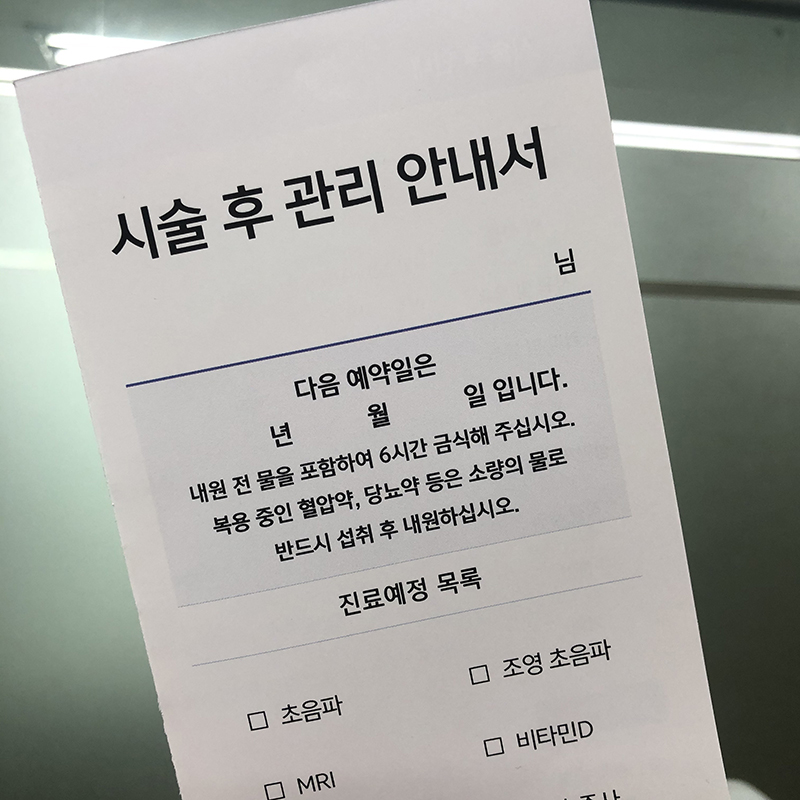 시술 후 관리 안내서
님
다음 예약일은
년 월 일 입니다.
내원 전 물을 포함하여 6시간 금식해 주십시오.
복용 중인 혈압약, 당뇨약 등은 소량의 물로
반드시 섭취 후 내원하십시오.
진료예정 목록
□ 초음파 □ 조영 초음파
□ MRI □ 비타민D